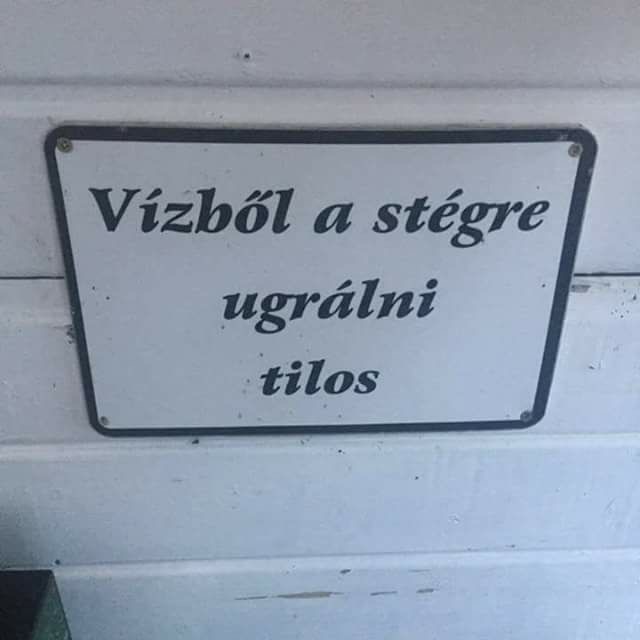 Vízből a stégre
ugrálni
tilos